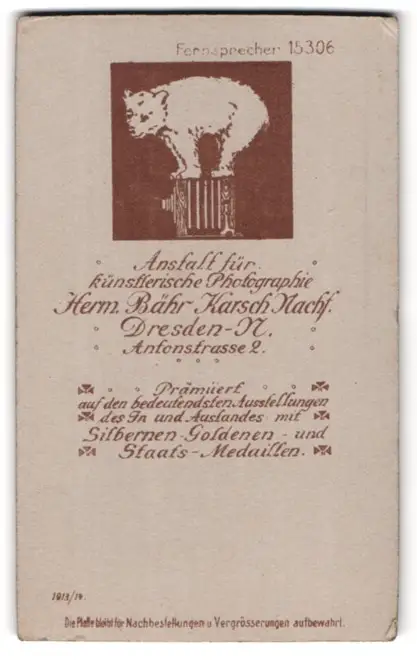 Fernsprecher 15306
Anstalt für
künstlerische Photographie
Herm. Bähr Karsch Nachf.
Dresden-N.
Antonstrasse 2.
Prämiiert
auf den bedeutendsten Ausstellungen
des In und Auslandes mit
Silbernen-Goldenen-und
Staats-Medaillen.
1913/14.
Die Platte bleibt für Nachbestellungen u Vergrösserungen aufbewahrt.